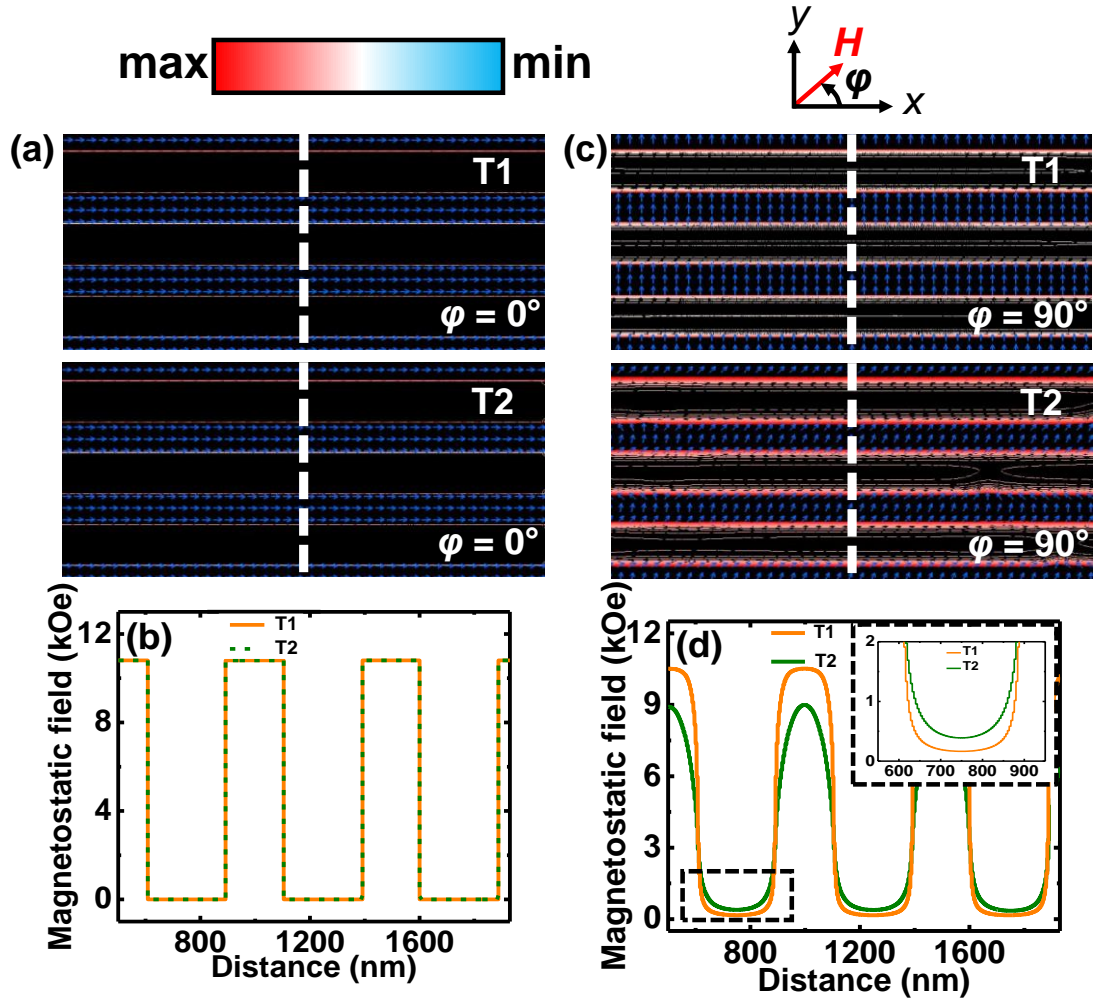 max
min
y
H
φ
x
(a)
T1
φ = 0°
T2
φ = 0°
(c)
T1
φ = 90°
T2
φ = 90°
(b)
T1
T2
Magnetostatic field (kOe)
12
8
4
0
800 1200 1600
Distance (nm)
(d)
T1
T2
Magnetostatic field (kOe)
12
9
6
3
0
800 1200 1600
Distance (nm)
2
1
0
T1
T2
600 700 800 900